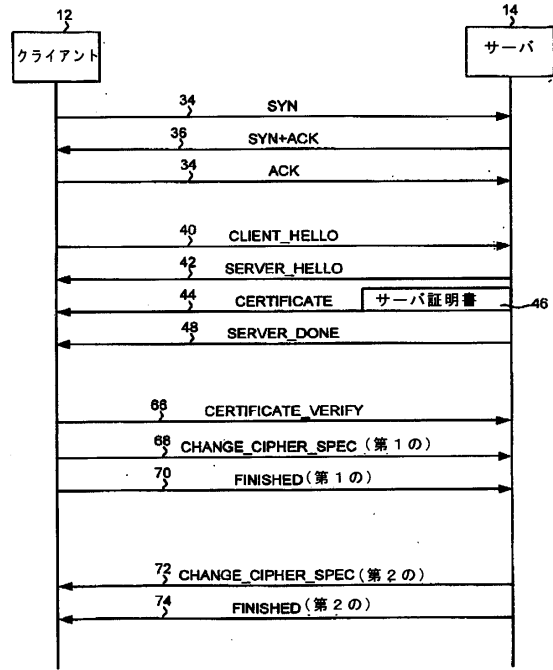 12
クライアント
14
サーバ
34
SYN
36
SYN+ACK
34
ACK
40
CLIENT_HELLO
42
SERVER_HELLO
44
CERTIFICATE
サーバ証明書
46
48
SERVER_DONE
66
CERTIFICATE_VERIFY
68
CHANGE_CIPHER_SPEC(第1の)
70
FINISHED(第1の)
72
CHANGE_CIPHER_SPEC(第2の)
74
FINISHED(第2の)